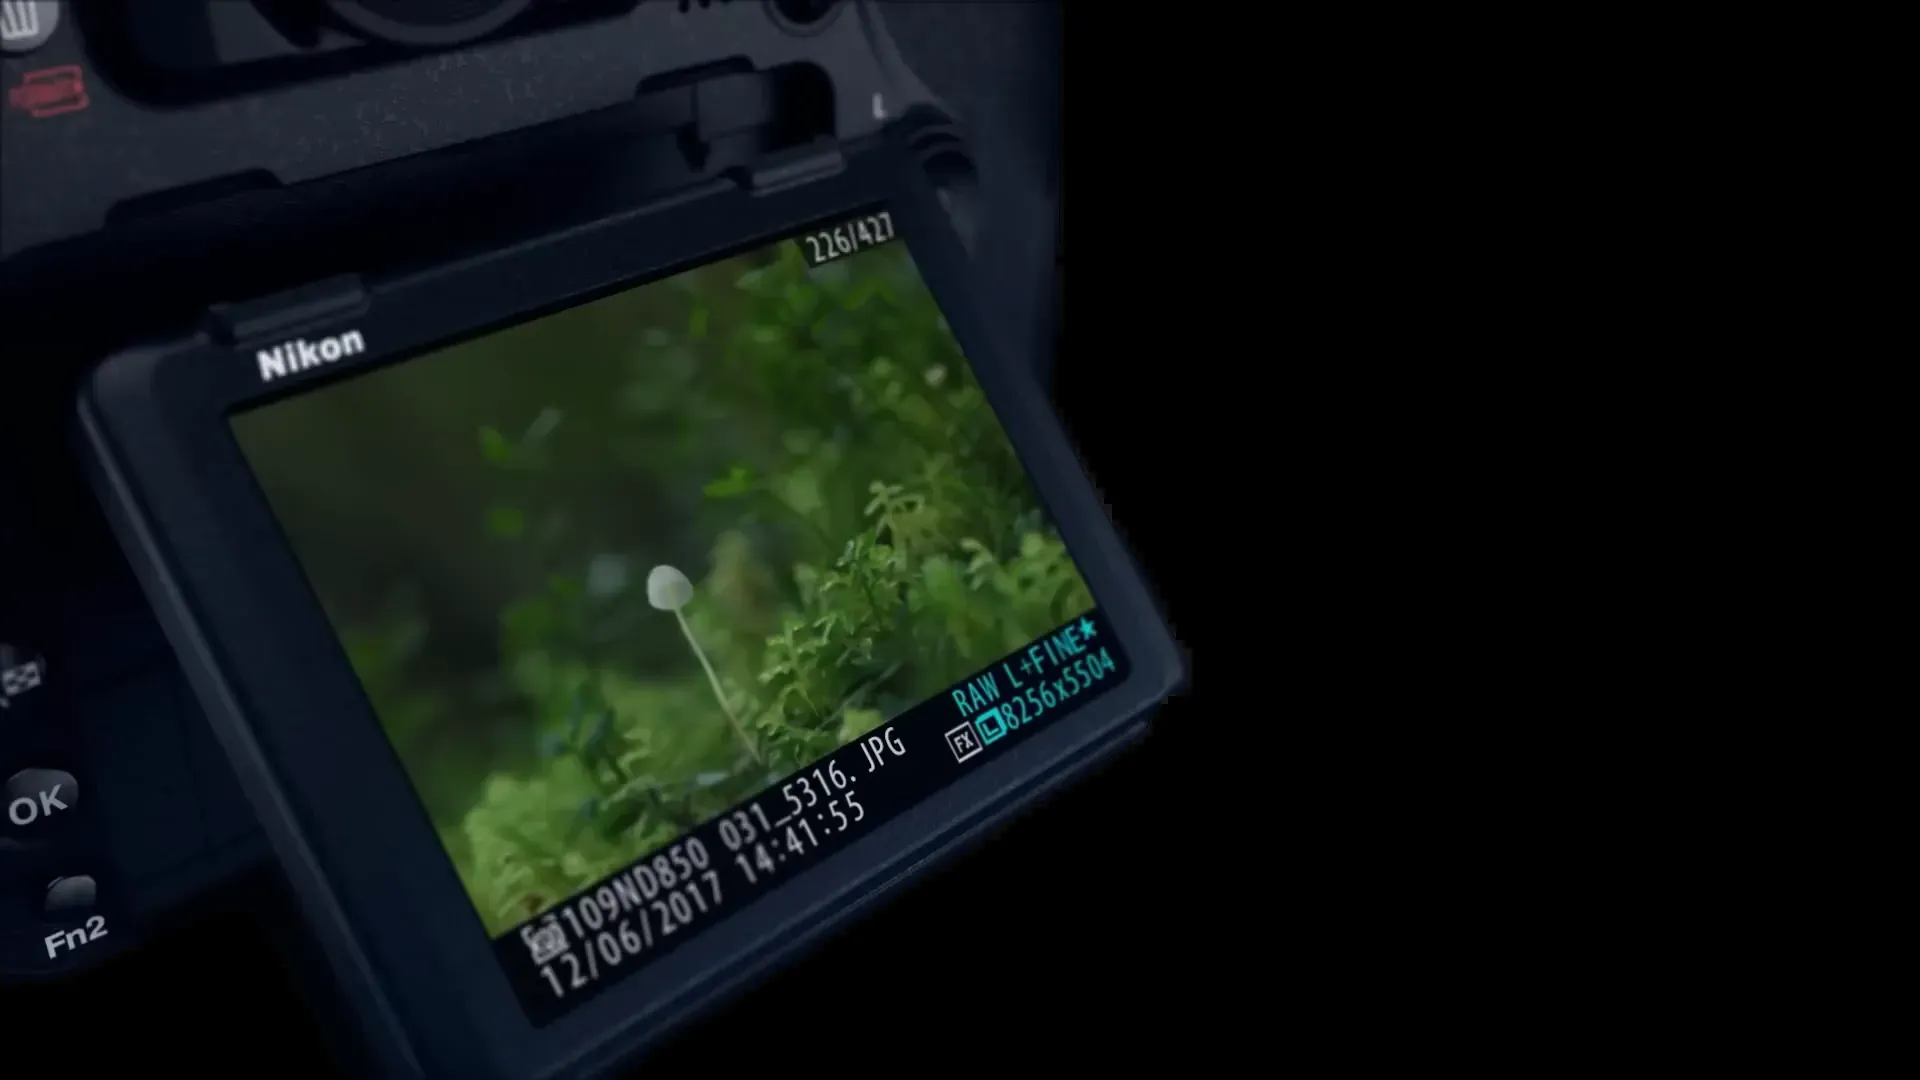 L
Nikon
226/427
RAW L+FINE★
FX L 8256x5504
109ND850 031_5316.JPG
12/06/2017 14:41:55
OK
Fn2